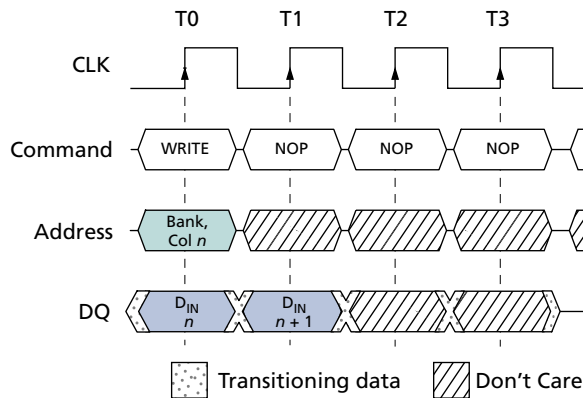 T0 T1 T2 T3
CLK
Command WRITE NOP NOP NOP
Address Bank,
Col n
DQ DIN DIN
n n + 1
Transitioning data Don't Care